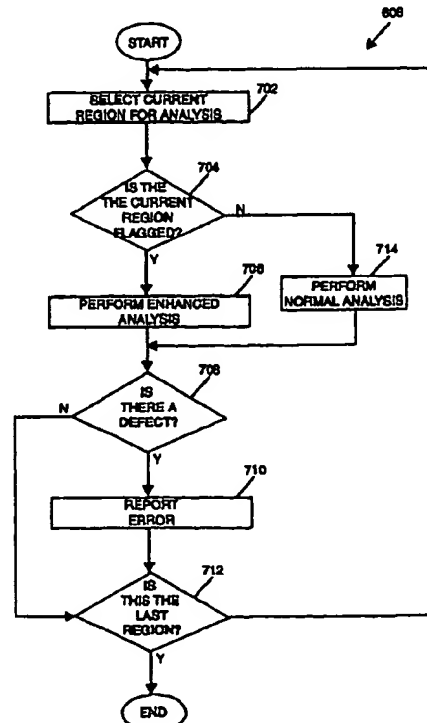 START
608
SELECT CURRENT
REGION FOR ANALYSIS
702
704
IS THE
THE CURRENT
REGION
FLAGGED?
N
Y
706
PERFORM ENHANCED
ANALYSIS
714
PERFORM
NORMAL ANALYSIS
708
IS
THERE A
DEFECT?
N
Y
710
REPORT
ERROR
712
IS
THIS THE
LAST
REGION?
Y
END